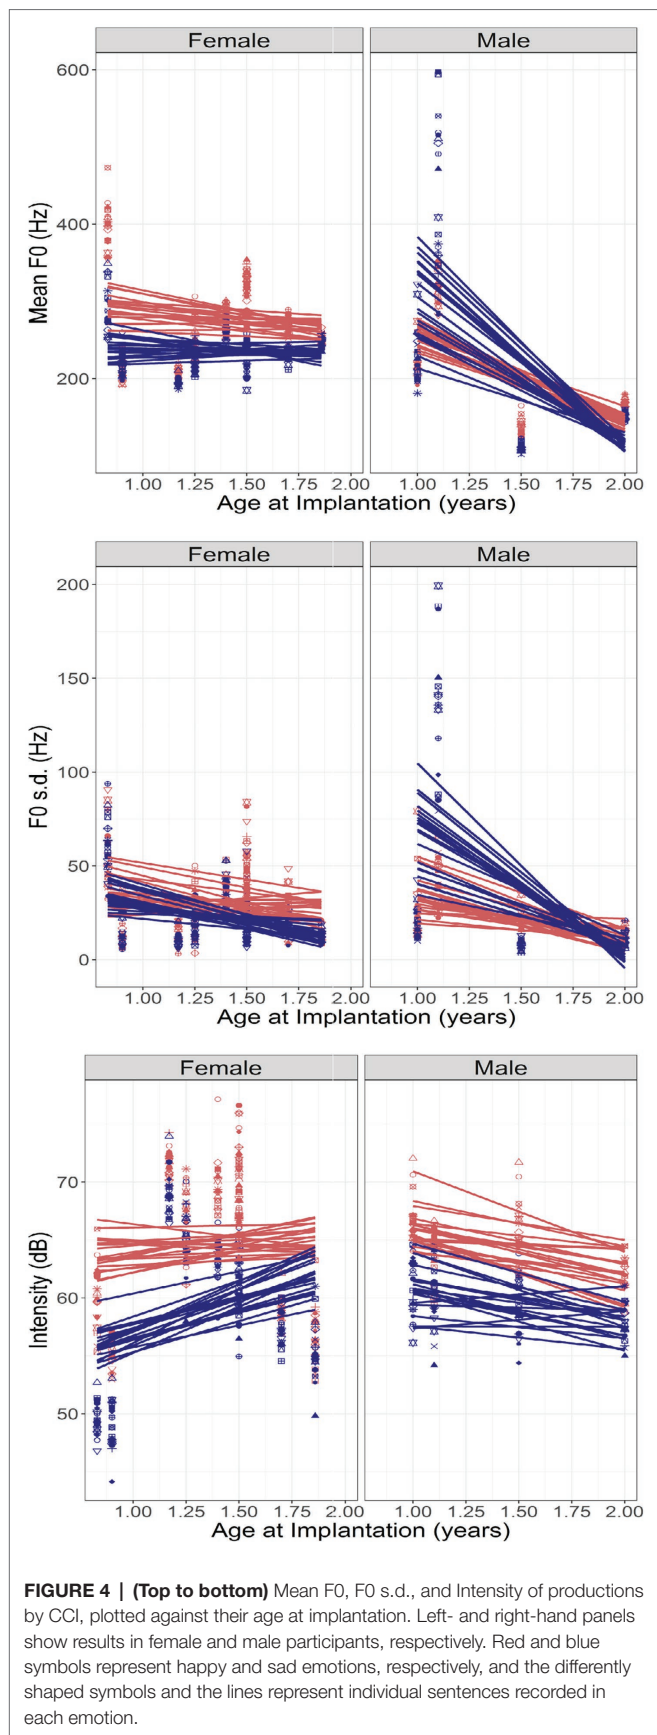 Female Male
600
400
200
Mean F0 (Hz)
1.00 1.25 1.50 1.75 2.00 1.00 1.25 1.50 1.75 2.00
Age at Implantation (years)
Female Male
200
150
100
50
0
F0 s.d. (Hz)
1.00 1.25 1.50 1.75 2.00 1.00 1.25 1.50 1.75 2.00
Age at Implantation (years)
Female Male
70
60
50
Intensity (dB)
1.00 1.25 1.50 1.75 2.00 1.00 1.25 1.50 1.75 2.00
Age at Implantation (years)
FIGURE 4 | (Top to bottom) Mean F0, F0 s.d., and Intensity of productions
by CCI, plotted against their age at implantation. Left- and right-hand panels
show results in female and male participants, respectively. Red and blue
symbols represent happy and sad emotions, respectively, and the differently
shaped symbols and the lines represent individual sentences recorded in
each emotion.